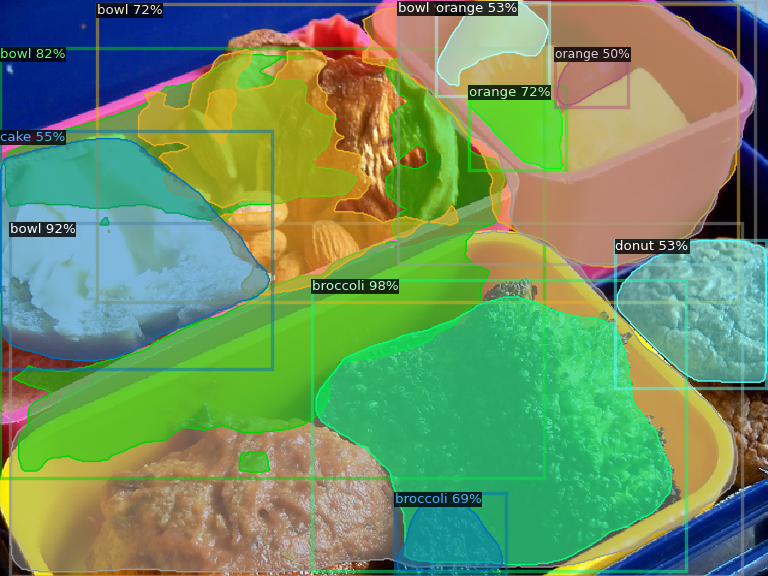 bowl 72%
bowl orange 53%
bowl 82%
orange 50%
orange 72%
cake 55%
bowl 92%
donut 53%
broccoli 98%
broccoli 69%